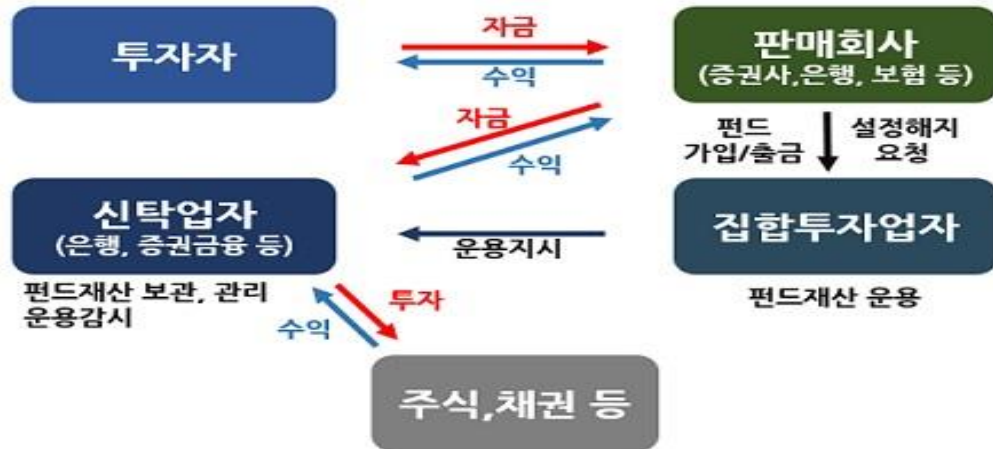 투자자
자금
수익
판매회사
(증권사,은행, 보험 등)
자금
수익
펀드
가입/출금
설정해지
요청
신탁업자
(은행, 증권금융 등)
운용지시
집합투자업자
펀드재산 보관, 관리
운용감시
펀드재산 운용
투자
수익
주식,채권 등